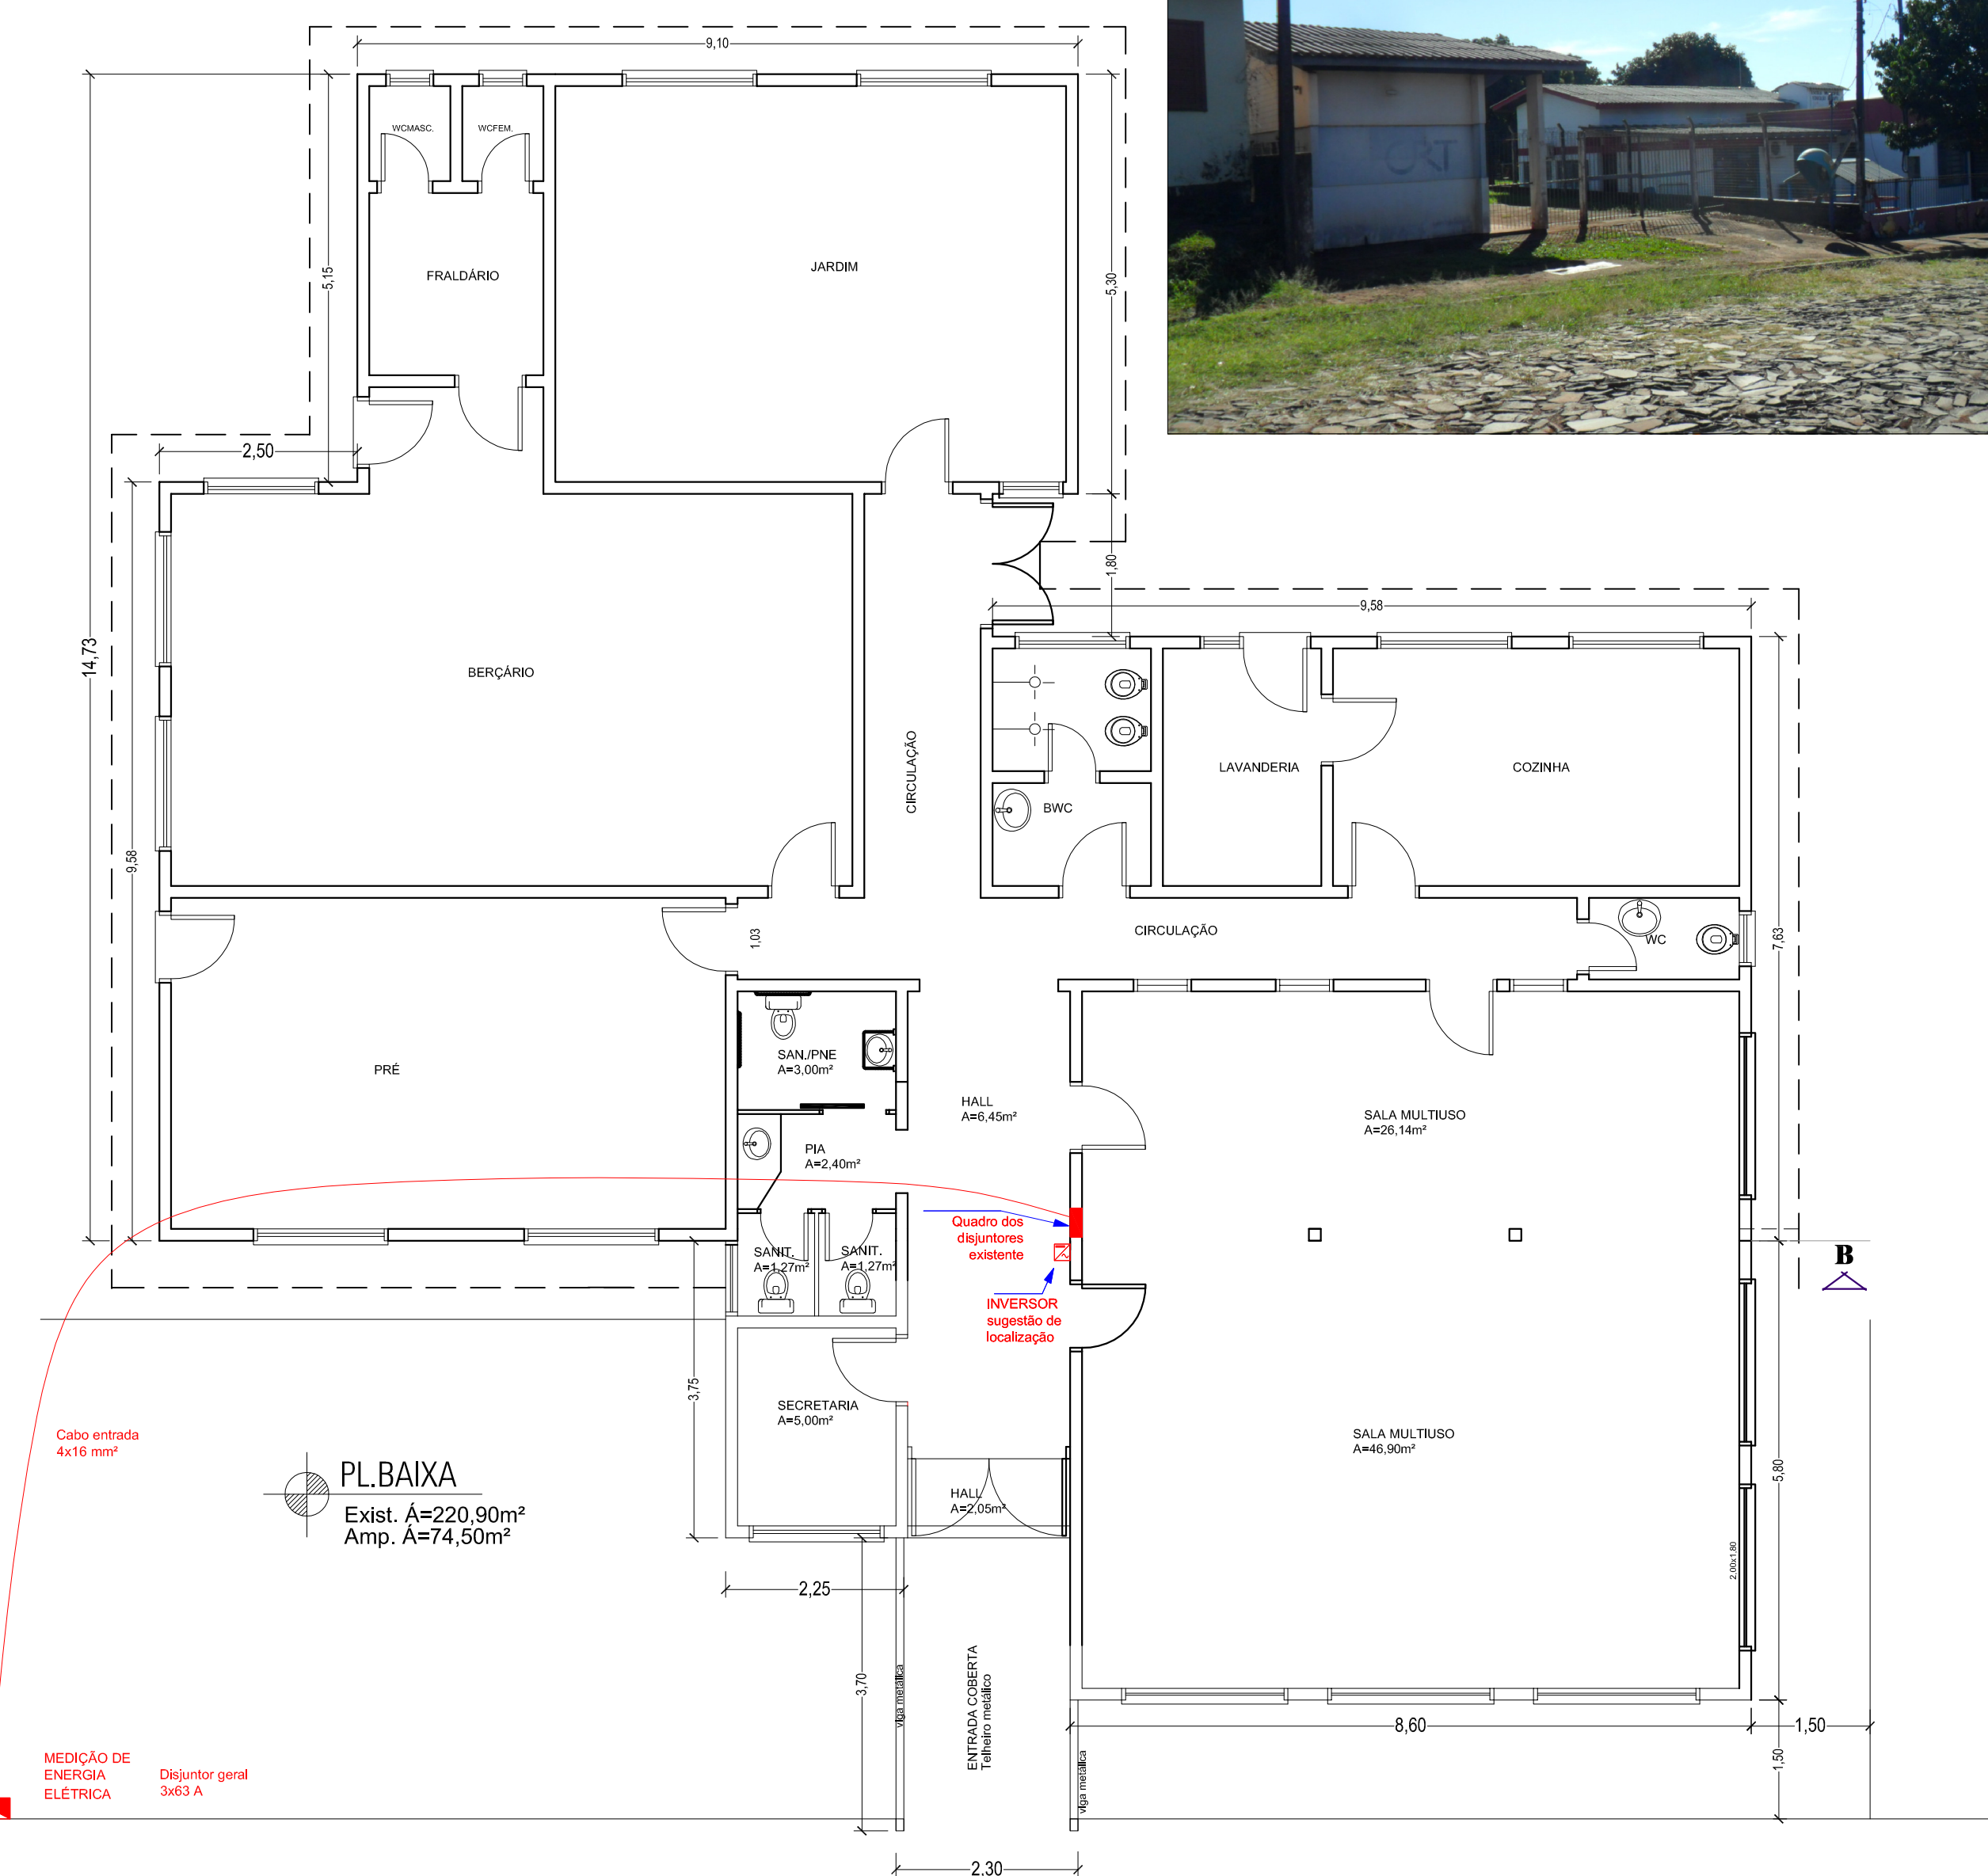 9,10
WCMASC.
WCFEM.
5,15
FRALDÁRIO
JARDIM
5,30
2,50
1,80
9,58
14,73
BERÇÁRIO
CIRCULAÇÃO
LAVANDERIA
COZINHA
BWC
9,58
1,03
CIRCULAÇÃO
WC
7,63
PRÉ
SAN./PNE
A=3,00m²
HALL
A=6,45m²
SALA MULTIUSO
A=26,14m²
PIA
A=2,40m²
Quadro dos
disjuntores
existente
SANIT.
A=1,27m²
SANIT.
A=1,27m²
B
INVERSOR
sugestão de
localização
3,75
SECRETARIA
A=5,00m²
SALA MULTIUSO
A=46,90m²
5,80
Cabo entrada
4x16 mm²
PL.BAIXA
Exist. Á=220,90m²
Amp. Á=74,50m²
HALL
A=2,05m²
2,00x1,80
2,25
3,70
viga metálica
ENTRADA COBERTA
Telheiro metálico
viga metálica
8,60
1,50
1,50
MEDIÇÃO DE
ENERGIA
ELÉTRICA
Disjuntor geral
3x63 A
2,30